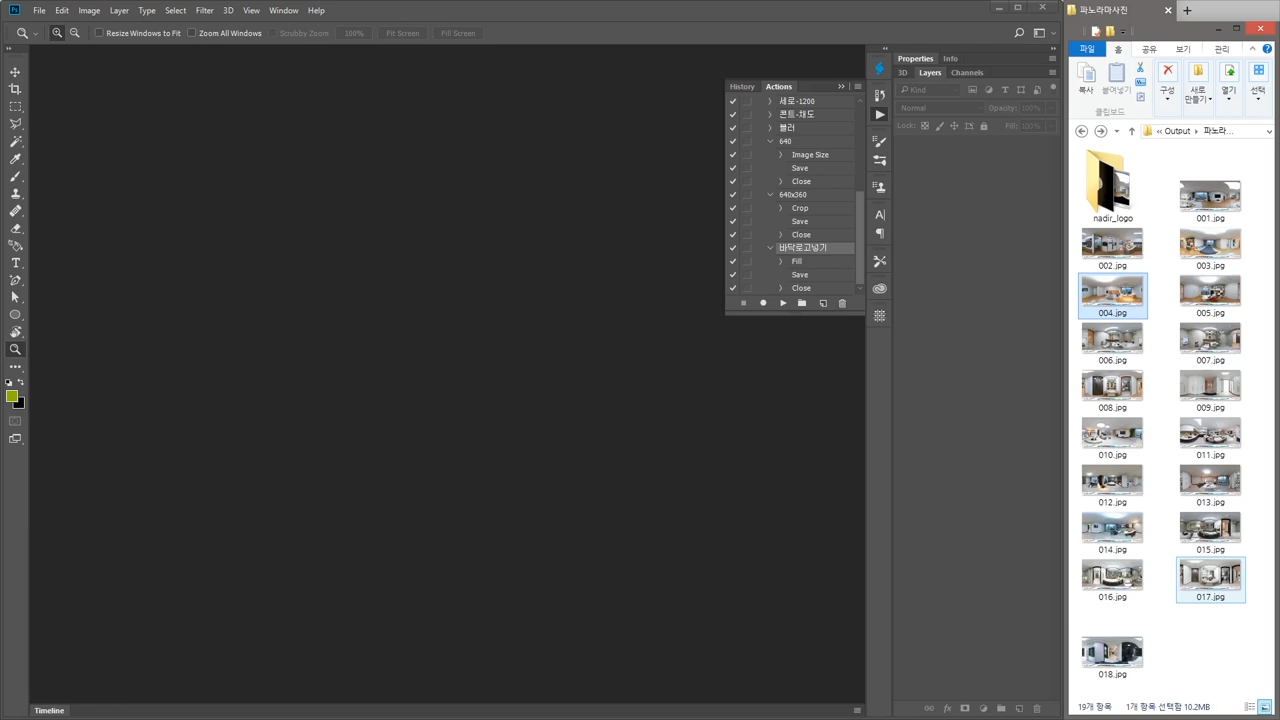 Ps File Edit Image Layer Type Select Filter 3D View Window Help
Resize Windows to Fit Zoom All Windows Scrubby Zoom 100% Fit Screen Fill Screen
History Actions
세로-1200
콘트-채도
블러
640
Image Size
Save
Close
640x360
Crop
Save
Close
바닥로고넣기
Fill
Save
Close
Properties Info
3D Layers Channels
Kind
Normal Opacity: 100%
Lock: Fill: 100%
Timeline
파노라마사진
파일 홈 공유 보기 관리
복사 붙여넣기 구성 새로 만들기 열기 선택
클립보드
Output 파노라...
nadir_logo 001.jpg
002.jpg 003.jpg
004.jpg 005.jpg
006.jpg 007.jpg
008.jpg 009.jpg
010.jpg 011.jpg
012.jpg 013.jpg
014.jpg 015.jpg
016.jpg 017.jpg
018.jpg
19개 항목 1개 항목 선택함 10.2MB